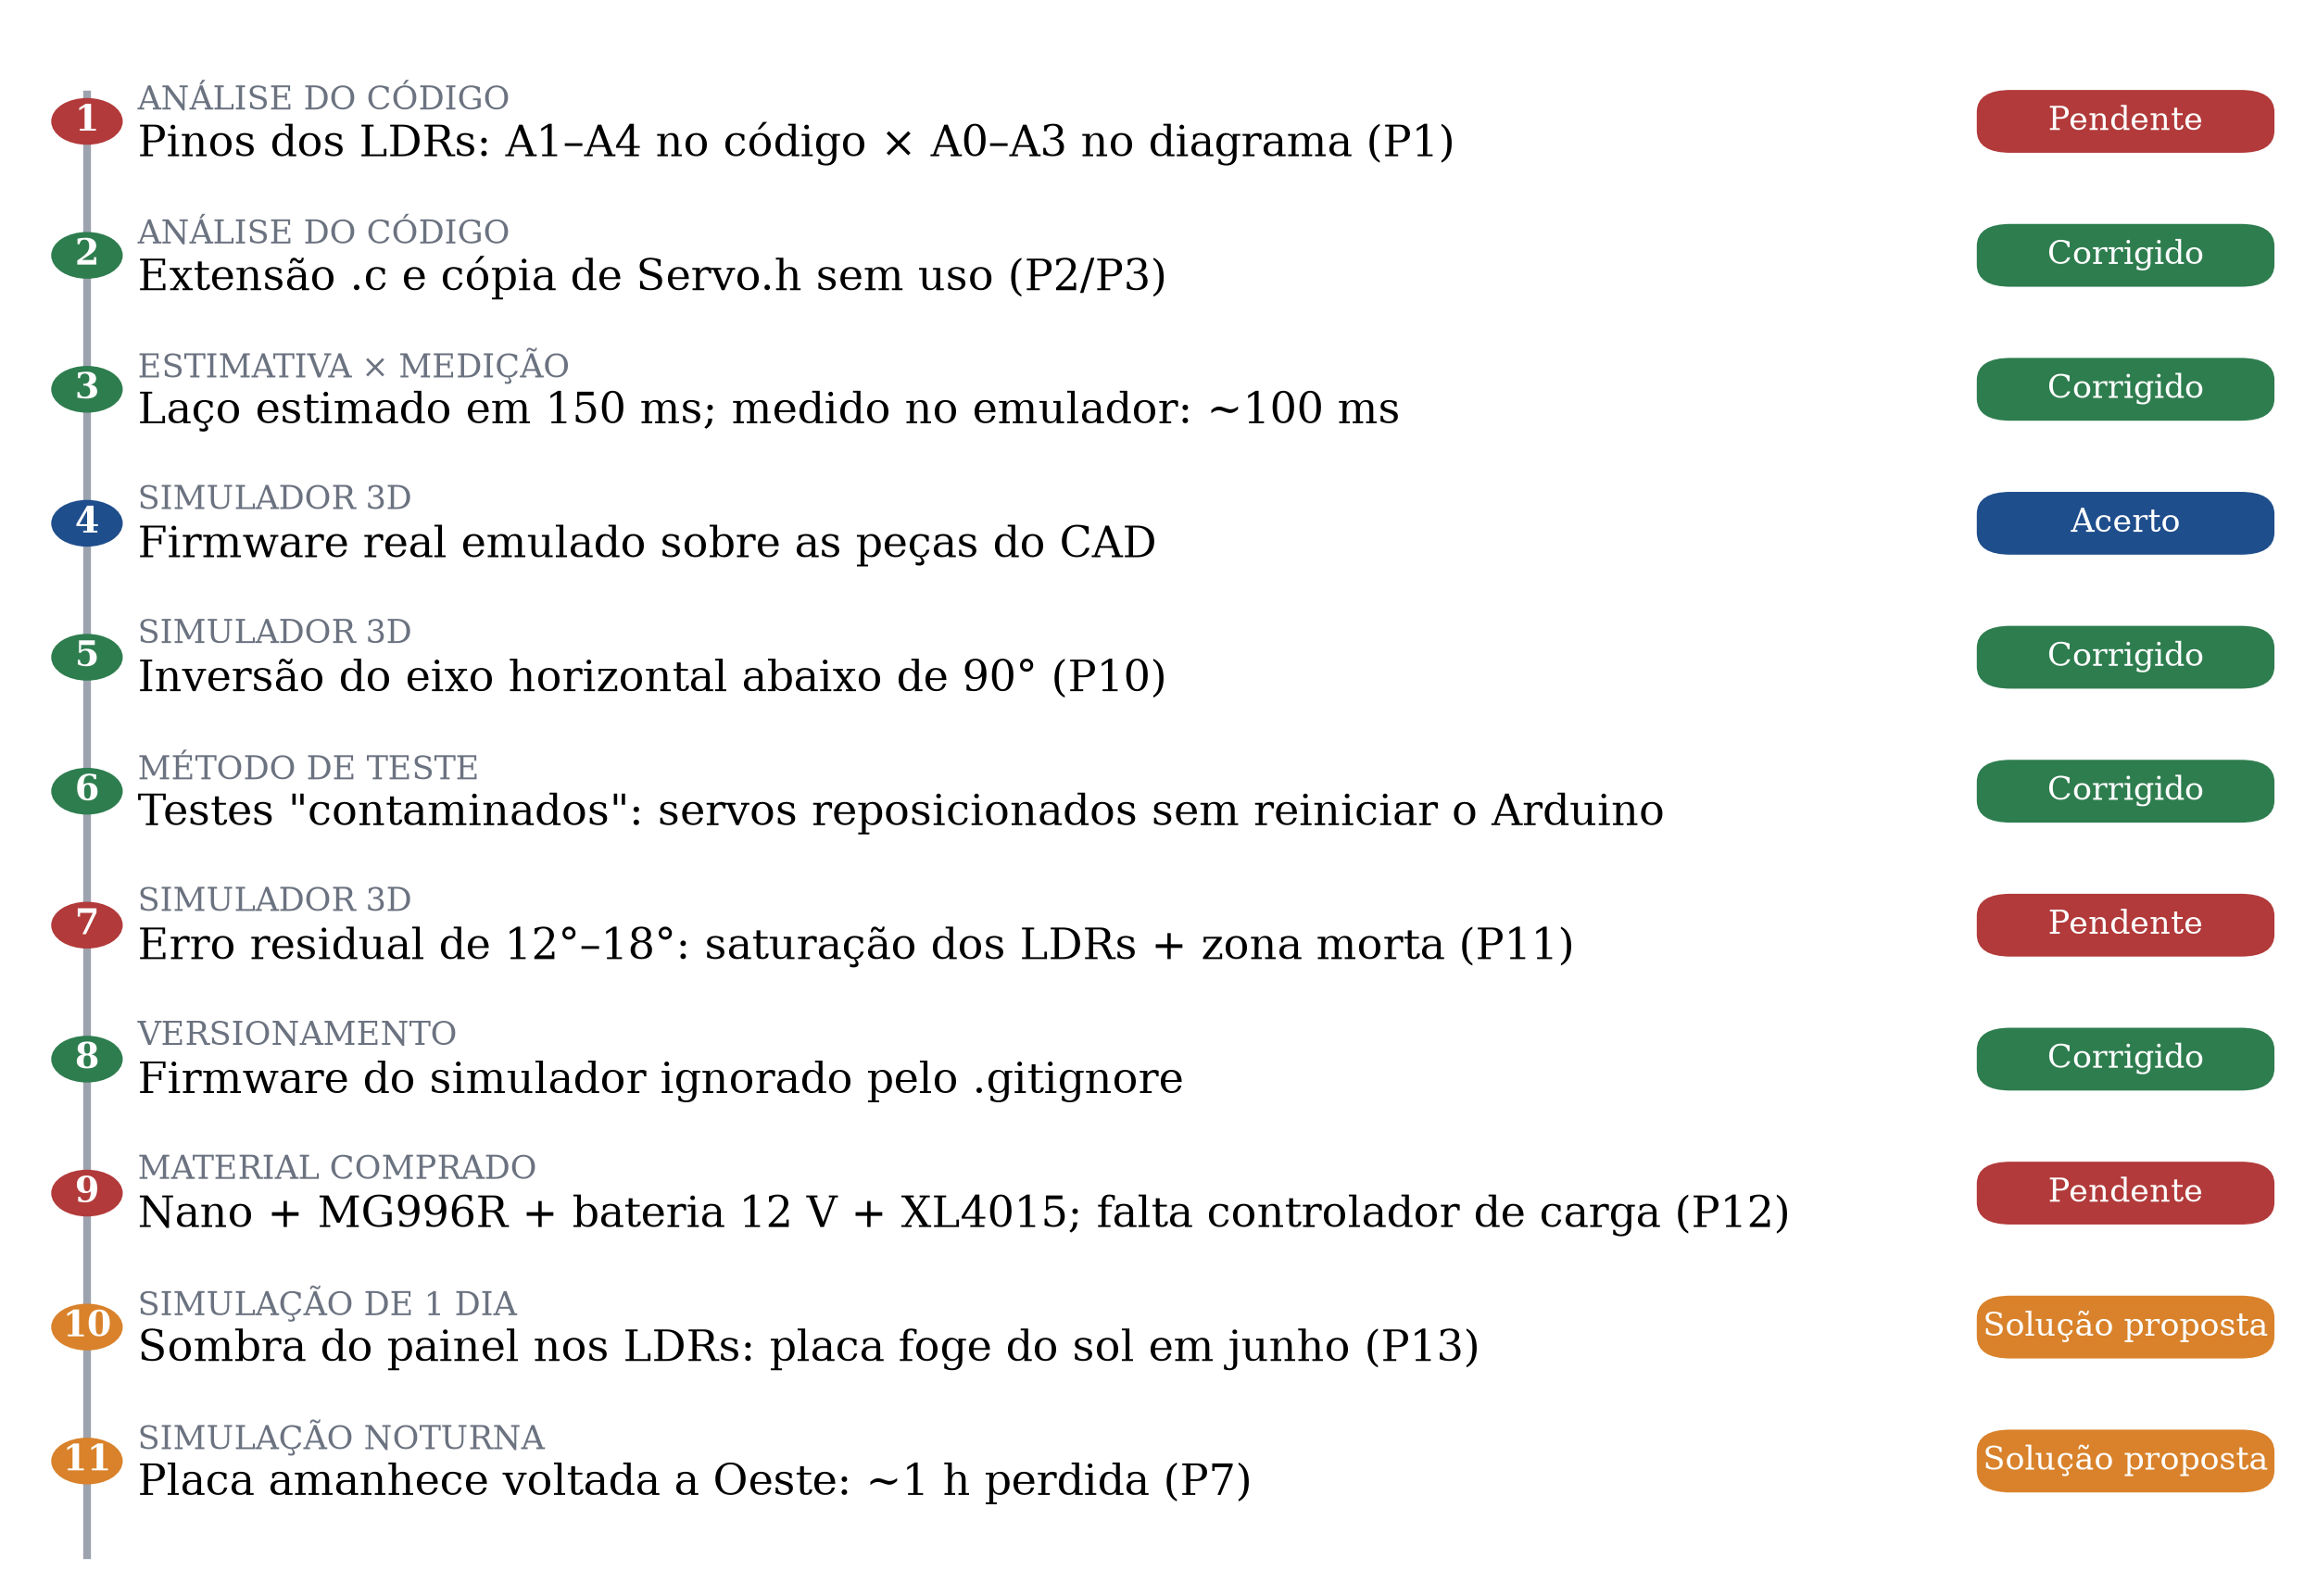 1
ANÁLISE DO CÓDIGO
Pinos dos LDRs: A1–A4 no código × A0–A3 no diagrama (P1)
Pendente
2
ANÁLISE DO CÓDIGO
Extensão .c e cópia de Servo.h sem uso (P2/P3)
Corrigido
3
ESTIMATIVA × MEDIÇÃO
Laço estimado em 150 ms; medido no emulador: ~100 ms
Corrigido
4
SIMULADOR 3D
Firmware real emulado sobre as peças do CAD
Acerto
5
SIMULADOR 3D
Inversão do eixo horizontal abaixo de 90° (P10)
Corrigido
6
MÉTODO DE TESTE
Testes "contaminados": servos reposicionados sem reiniciar o Arduino
Corrigido
7
SIMULADOR 3D
Erro residual de 12°–18°: saturação dos LDRs + zona morta (P11)
Pendente
8
VERSIONAMENTO
Firmware do simulador ignorado pelo .gitignore
Corrigido
9
MATERIAL COMPRADO
Nano + MG996R + bateria 12 V + XL4015; falta controlador de carga (P12)
Pendente
10
SIMULAÇÃO DE 1 DIA
Sombra do painel nos LDRs: placa foge do sol em junho (P13)
Solução proposta
11
SIMULAÇÃO NOTURNA
Placa amanhece voltada a Oeste: ~1 h perdida (P7)
Solução proposta